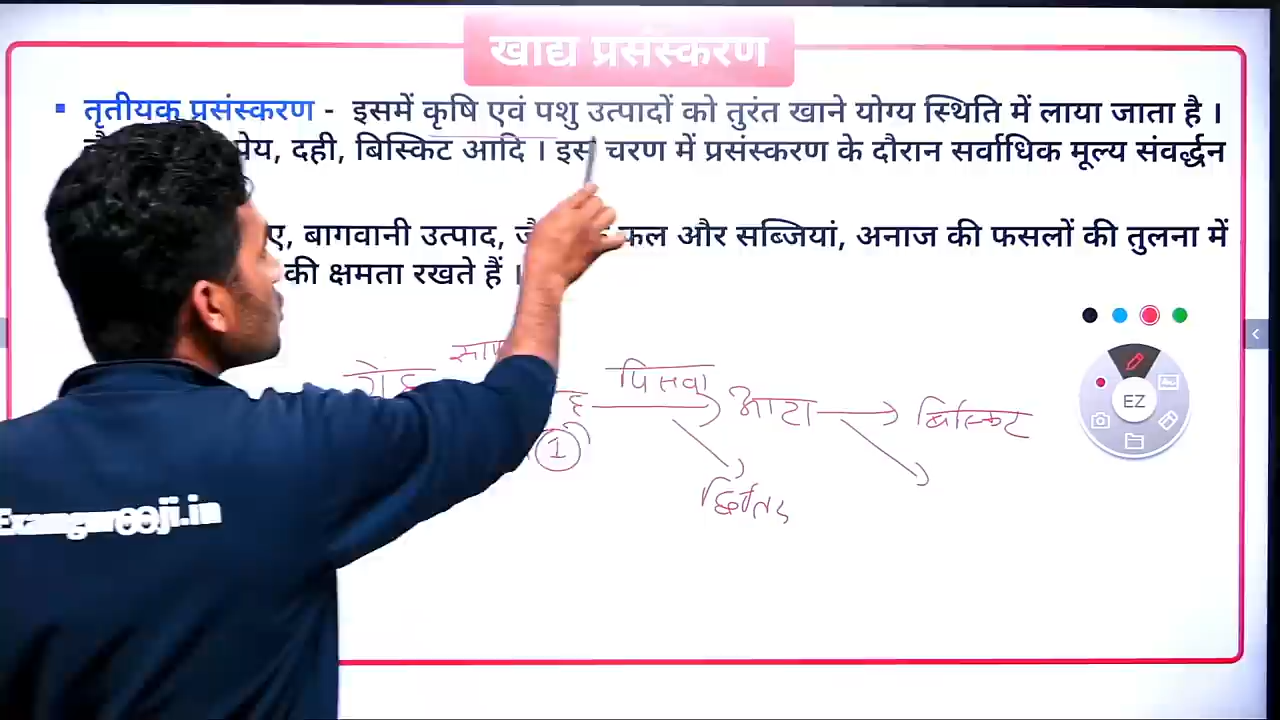 खाद्य प्रसंस्करण
▪ तृतीयक प्रसंस्करण - इसमें कृषि एवं पशु उत्पादों को तुरंत खाने योग्य स्थिति में लाया जाता है ।
पेय, दही, बिस्किट आदि । इस चरण में प्रसंस्करण के दौरान सर्वाधिक मूल्य संवर्द्धन
बागवानी उत्पाद, फल और सब्जियां, अनाज की फसलों की तुलना में
की क्षमता रखते हैं ।
गेहूं
पिसवा आटा बिस्किट
1
EZ
Examgurooji.in